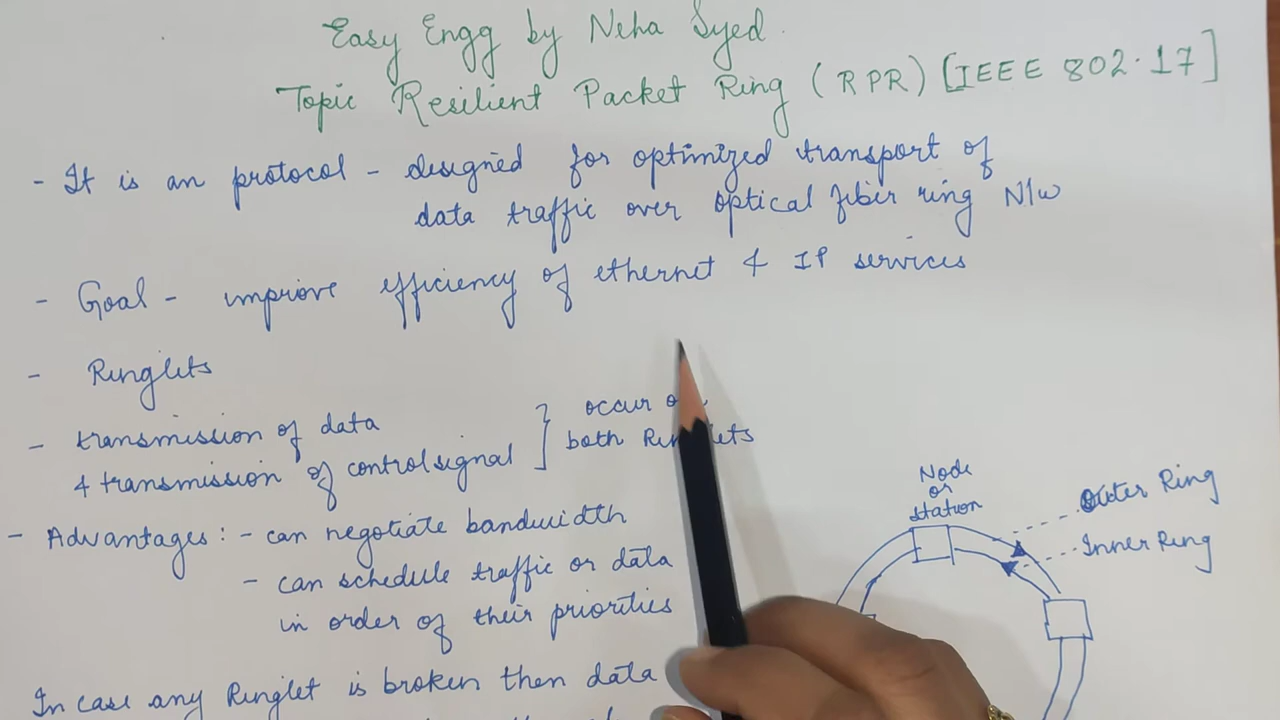 Easy Engg by Neha Syed
Topic Resilient Packet Ring (RPR) [IEEE 802.17]
- It is an protocol - designed for optimized transport of
data traffic over optical fiber ring N/w
- Goal - improve efficiency of ethernet & IP services
- Ringlets
- transmission of data
& transmission of control signal
occur
both Ringlets
- Advantages: - can negotiate bandwidth
- can schedule traffic or data
in order of their priorities
In case any Ringlet is broken then data
Node
or
station
Outer Ring
Inner Ring